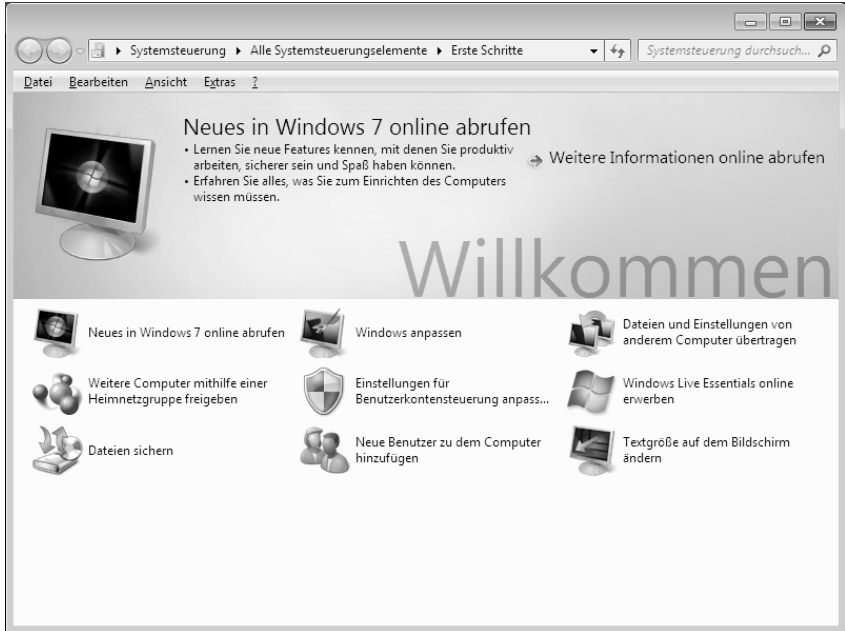 Systemsteuerung ▸ Alle Systemsteuerungselemente ▸ Erste Schritte
Systemsteuerung durchsuch...
Datei Bearbeiten Ansicht Extras ?
Neues in Windows 7 online abrufen
• Lernen Sie neue Features kennen, mit denen Sie produktiv
arbeiten, sicherer sein und Spaß haben können.
• Erfahren Sie alles, was Sie zum Einrichten des Computers
wissen müssen.
Weitere Informationen online abrufen
Willkommen
Neues in Windows 7 online abrufen
Windows anpassen
Dateien und Einstellungen von
anderem Computer übertragen
Weitere Computer mithilfe einer
Heimnetzgruppe freigeben
Einstellungen für
Benutzerkontensteuerung anpass...
Windows Live Essentials online
erwerben
Dateien sichern
Neue Benutzer zu dem Computer
hinzufügen
Textgröße auf dem Bildschirm
ändern